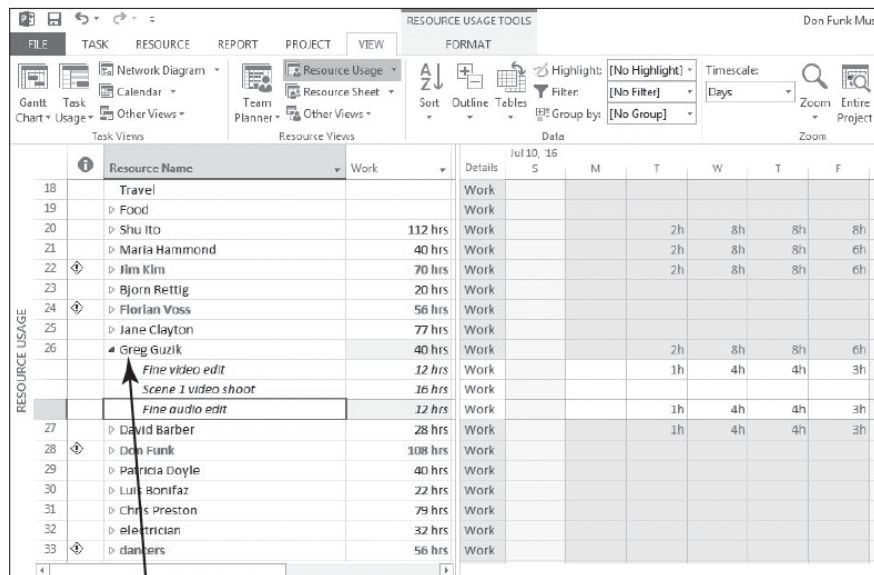 RESOURCE USAGE TOOLS
Don Funk Mus
FILE TASK RESOURCE REPORT PROJECT VIEW FORMAT
Network Diagram Resource Usage Highlight: [No Highlight] Timescale:
Calendar Resource Sheet Filter: [No Filter] Days
Gantt Chart Task Usage Other Views Team Planner Other Views Sort Outline Tables Group by: [No Group] Zoom Entire Project
Task Views Resource Views Data Zoom
Jul 10, '16
Resource Name Work Details S M T W T F
18 Travel Work
19 Food Work
20 Shu Ito 112 hrs Work 2h 8h 8h 8h
21 Maria Hammond 40 hrs Work 2h 8h 8h 6h
22 Jim Kim 70 hrs Work 2h 8h 8h 6h
23 Bjorn Rettig 20 hrs Work
24 Florian Voss 56 hrs Work
25 Jane Clayton 77 hrs Work
26 Greg Guzik 40 hrs Work 2h 8h 8h 6h
Fine video edit 12 hrs Work 1h 4h 4h 3h
Scene 1 video shoot 16 hrs Work
Fine audio edit 12 hrs Work 1h 4h 4h 3h
27 David Barber 28 hrs Work 1h 4h 4h 3h
28 Don Funk 108 hrs Work
29 Patricia Doyle 40 hrs Work
30 Luis Bonifaz 22 hrs Work
31 Chris Preston 79 hrs Work
32 electrician 32 hrs Work
33 dancers 56 hrs Work
RESOURCE USAGE